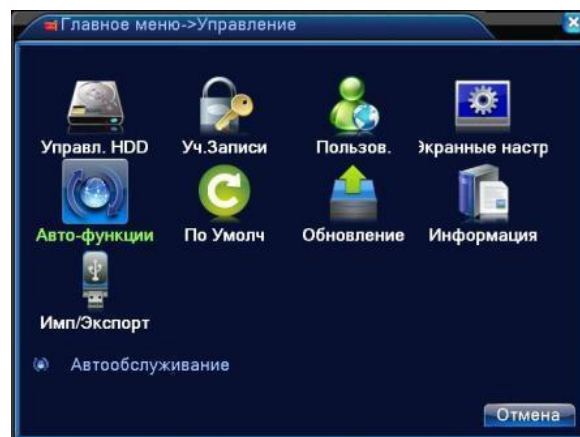 Главное меню->Управление
Управл. HDD Уч.Записи Пользов. Экранные настр
Авто-функции По Умолч Обновление Информация
Имп/Экспорт
Автообслуживание
Отмена